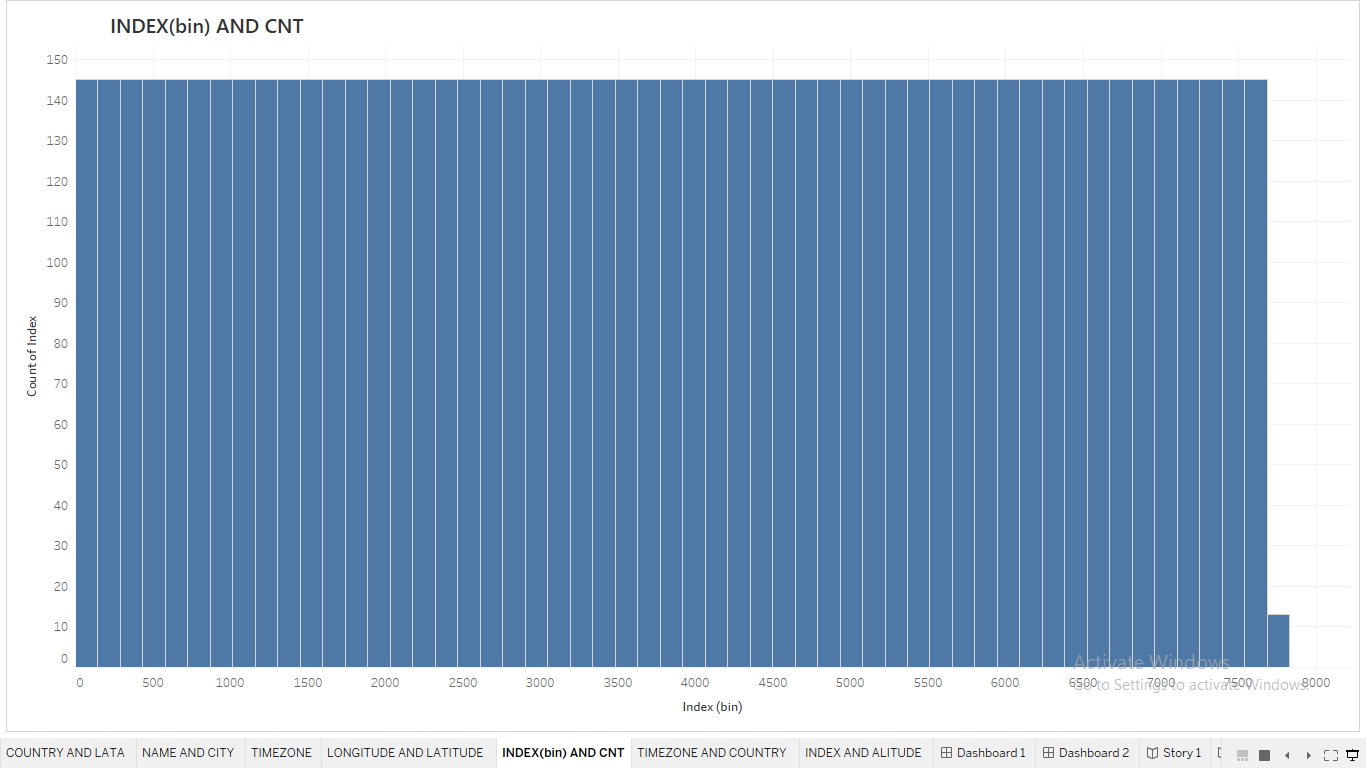 INDEX(bin) AND CNT
150
140
130
120
110
100
90
80
70
60
50
40
30
20
10
0
Count of Index
0 500 1000 1500 2000 2500 3000 3500 4000 4500 5000 5500 6000 6500 7000 7500 8000
Index (bin)
Activate Windows
Go to Settings to activate Windows.
COUNTRY AND LATA NAME AND CITY TIMEZONE LONGITUDE AND LATITUDE INDEX(bin) AND CNT TIMEZONE AND COUNTRY INDEX AND ALITUDE Dashboard 1 Dashboard 2 Story 1